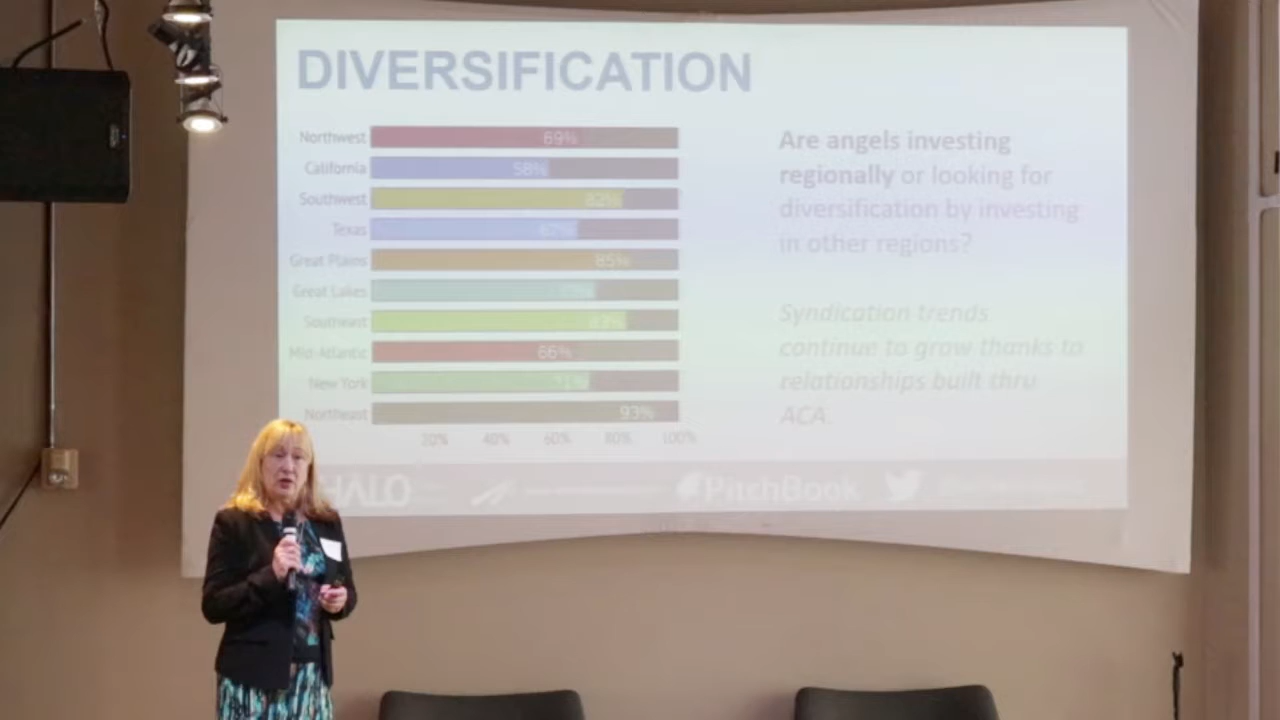 DIVERSIFICATION
Northwest 69%
California 58%
Southwest 82%
Texas 67%
Great Plains 85%
Great Lakes
Southeast 83%
Mid-Atlantic 66%
New York 71%
Northeast 93%
20% 40% 60% 80% 100%
Are angels investing
regionally or looking for
diversification by investing
in other regions?
Syndication trends
continue to grow thanks to
relationships built thru
ACA.
HALO PitchBook